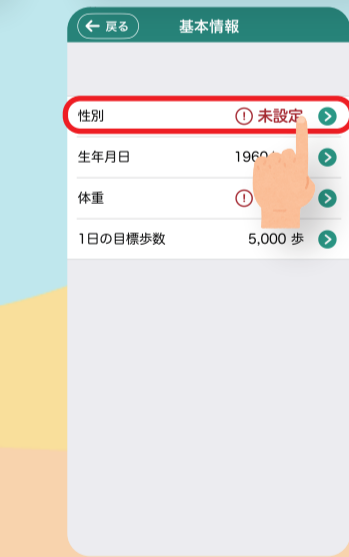 戻る 基本情報
性別 未設定
生年月日 1960
体重
1日の目標歩数 5,000 歩